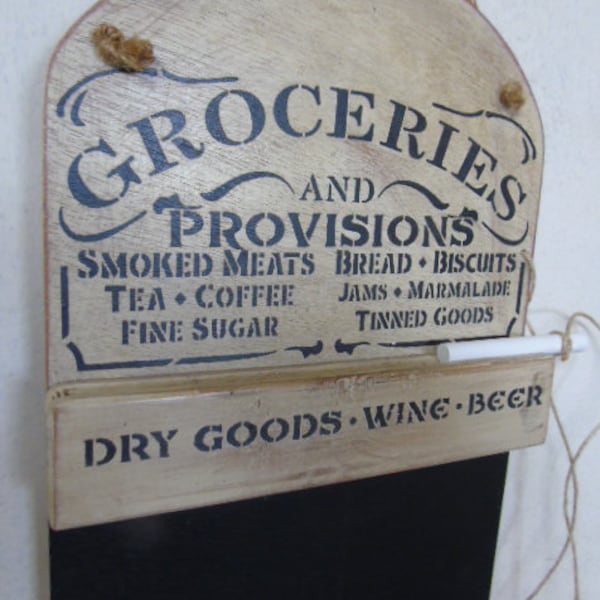 GROCERIES
AND
PROVISIONS
SMOKED MEATS BREAD • BISCUITS
TEA • COFFEE JAMS • MARMALADE
FINE SUGAR TINNED GOODS
DRY GOODS • WINE • BEER